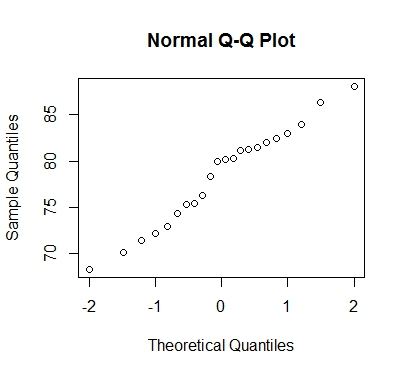 Normal Q-Q Plot
Sample Quantiles
85
80
75
70
-2 -1 0 1 2
Theoretical Quantiles